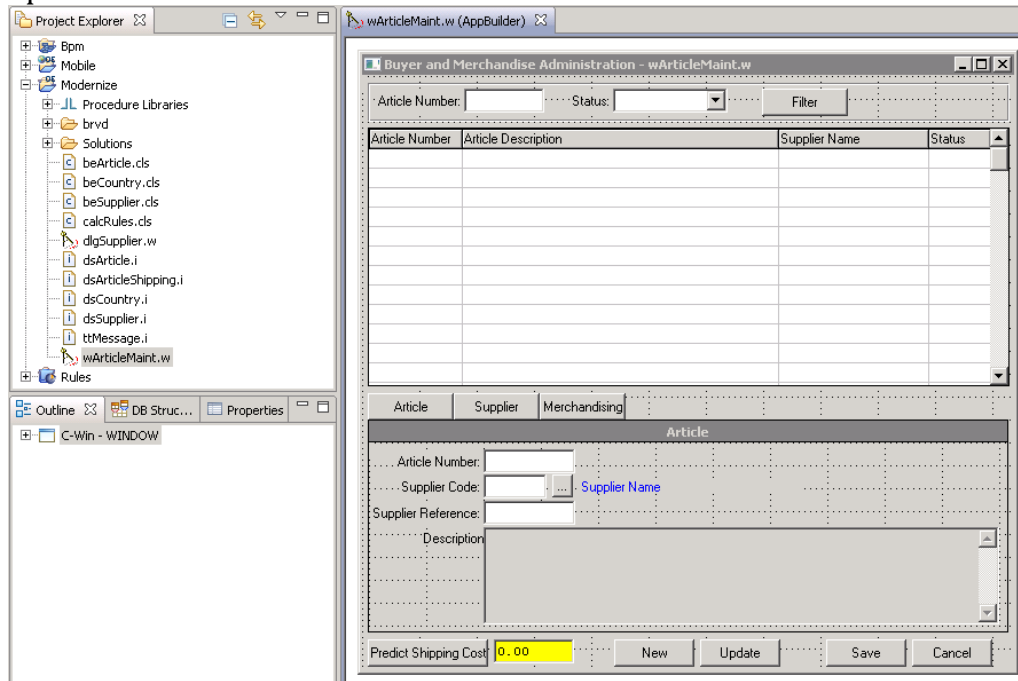 Project Explorer
Bpm
Mobile
Modernize
Procedure Libraries
brvd
Solutions
beArticle.cls
beCountry.cls
beSupplier.cls
calcRules.cls
dlgSupplier.w
dsArticle.i
dsArticleShipping.i
dsCountry.i
dsSupplier.i
ttMessage.i
wArticleMaint.w
Rules
Outline DB Struc... Properties
C-Win - WINDOW
wArticleMaint.w (AppBuilder)
Buyer and Merchandise Administration - wArticleMaint.w
Article Number: Status: Filter
Article Number Article Description Supplier Name Status
Article Supplier Merchandising
Article
Article Number:
Supplier Code: ... Supplier Name
Supplier Reference:
Description
Predict Shipping Cost 0.00 New Update Save Cancel